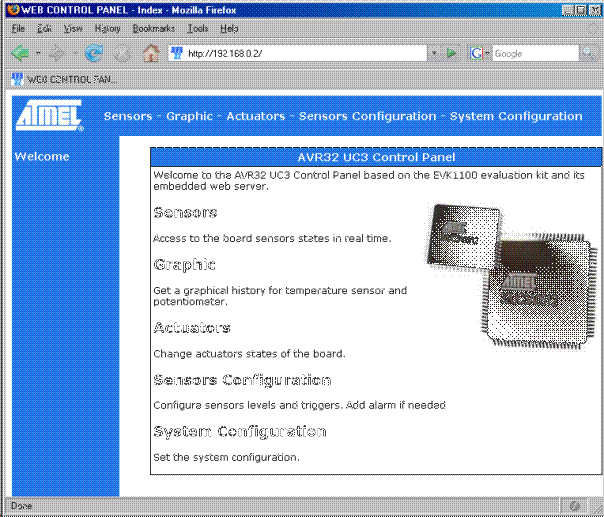 WEB CONTROL PANEL - Index - Mozilla Firefox
File Edit View History Bookmarks Tools Help
http://192.168.0.2/
Google
WEB CONTROL PAN...
ATMEL
Sensors - Graphic - Actuators - Sensors Configuration - System Configuration
Welcome
AVR32 UC3 Control Panel
Welcome to the AVR32 UC3 Control Panel based on the EVK1100 evaluation kit and its
embedded web server.
Sensors
Access to the board sensors states in real time.
Graphic
Get a graphical history for temperature sensor and
potentiometer.
Actuators
Change actuators states of the board.
Sensors Configuration
Configure sensors levels and triggers. Add alarm if needed
System Configuration
Set the system configuration.
ATMEL
Done